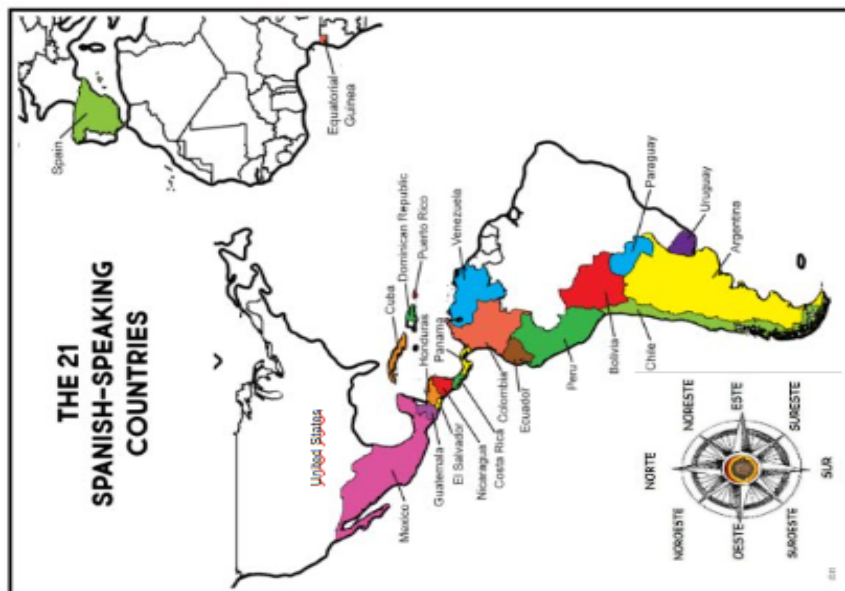 THE 21
SPANISH-SPEAKING
COUNTRIES
Spain
Equatorial
Guinea
United States
Mexico
Cuba
Dominican Republic
Puerto Rico
Honduras
Guatemala
El Salvador
Nicaragua
Costa Rica
Panama
Venezuela
Colombia
Ecuador
Peru
Bolivia
Chile
Paraguay
Uruguay
Argentina
NORTE
NORESTE
ESTE
SURESTE
SUR
SUROESTE
OESTE
NOROESTE